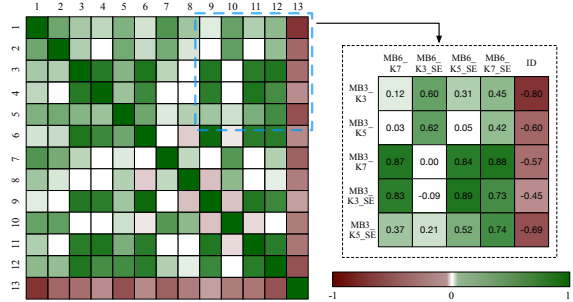 1 2 3 4 5 6 7 8 9 10 11 12 13
1
2
3
4
5
6
7
8
9
10
11
12
13
MB6_ K7 MB6_ K3_SE MB6_ K5_SE MB6_ K7_SE ID
MB3_ K3 0.12 0.60 0.31 0.45 -0.80
MB3_ K5 0.03 0.62 0.05 0.42 -0.60
MB3_ K7 0.87 0.00 0.84 0.88 -0.57
MB3_ K3_SE 0.83 -0.09 0.89 0.73 -0.45
MB3_ K5_SE 0.37 0.21 0.52 0.74 -0.69
-1 0 1